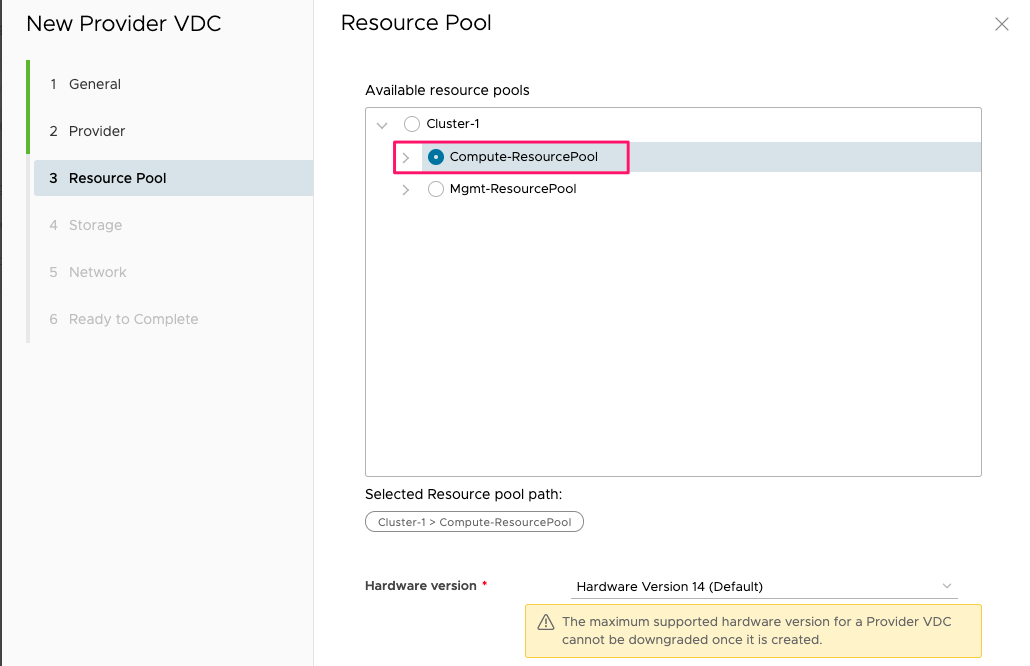 New Provider VDC
1 General
2 Provider
3 Resource Pool
4 Storage
5 Network
6 Ready to Complete
Resource Pool
Available resource pools
Cluster-1
Compute-ResourcePool
Mgmt-ResourcePool
Selected Resource pool path:
Cluster-1 > Compute-ResourcePool
Hardware version * Hardware Version 14 (Default)
The maximum supported hardware version for a Provider VDC
cannot be downgraded once it is created.